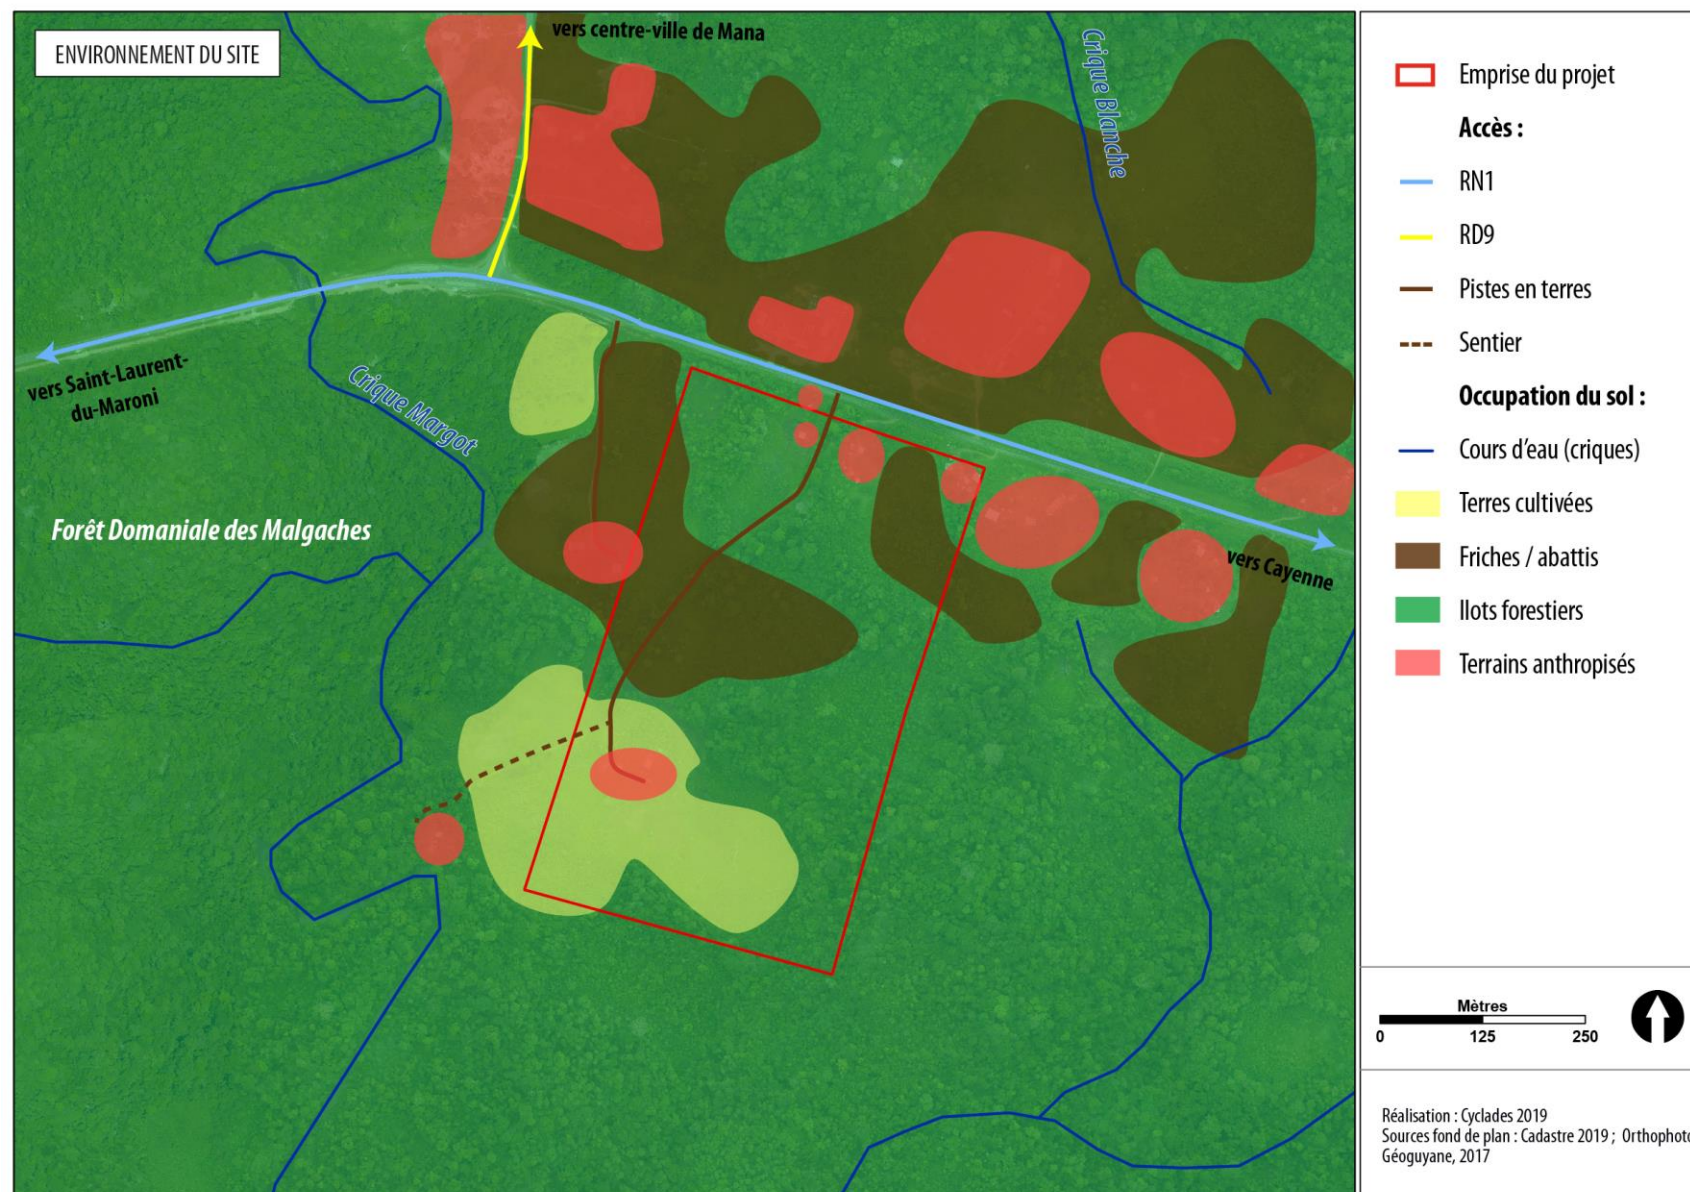 ENVIRONNEMENT DU SITE
vers centre-ville de Mana
Crique Blanche
vers Saint-Laurent-
du-Maroni
Crique Margot
Forêt Domaniale des Malgaches
vers Cayenne
Emprise du projet
Accès :
RN1
RD9
Pistes en terres
Sentier
Occupation du sol :
Cours d'eau (criques)
Terres cultivées
Friches / abattis
Ilots forestiers
Terrains anthropisés
Mètres
0 125 250
Réalisation : Cyclades 2019
Sources fond de plan : Cadastre 2019 ; Orthophoto
Géoguyane, 2017